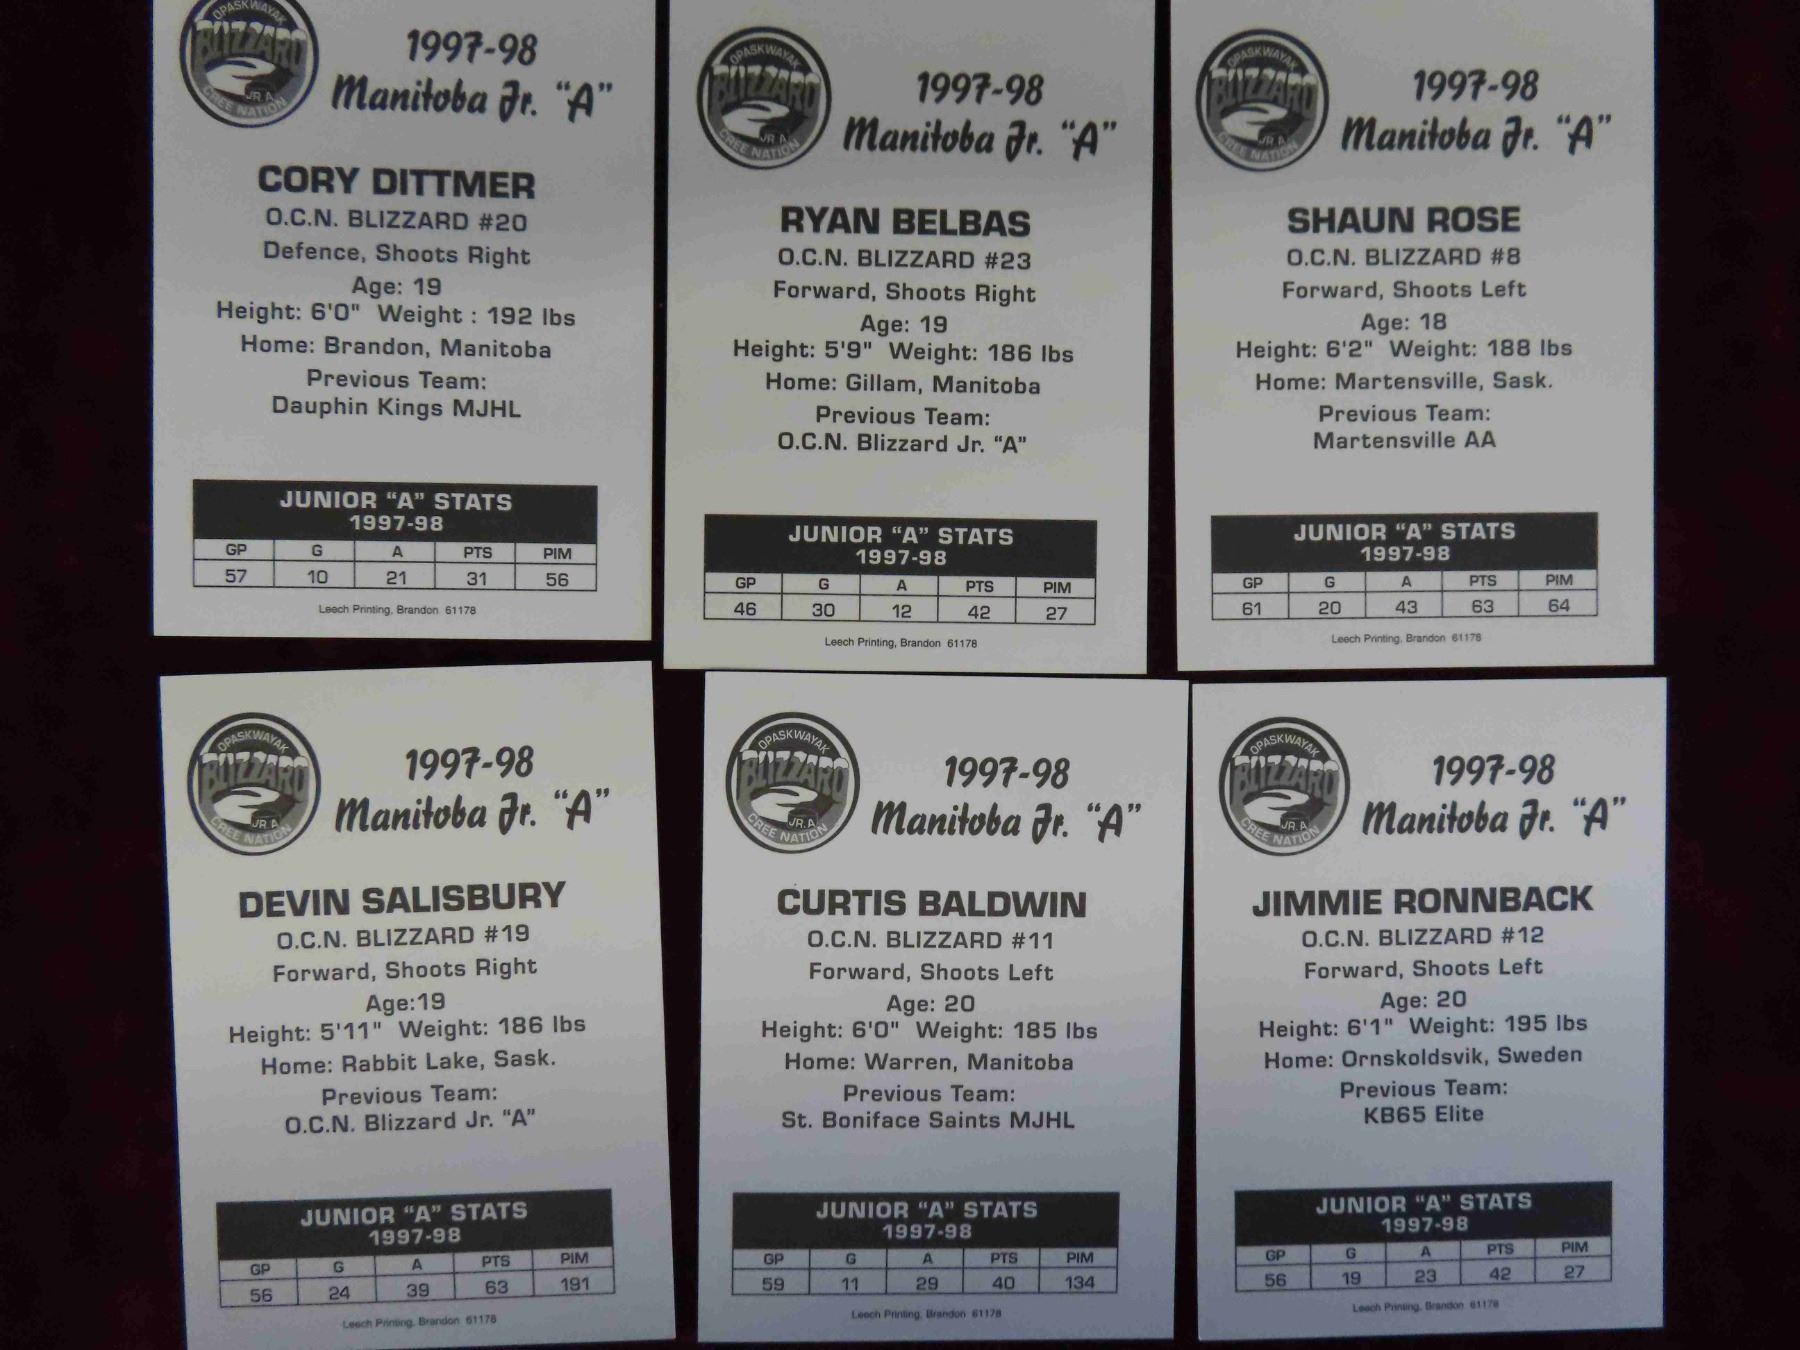 OPASKWAYAK
BLIZZARD
JR. A
CREE NATION
1997-98
Manitoba Jr. "A"
CORY DITTMER
O.C.N. BLIZZARD #20
Defence, Shoots Right
Age: 19
Height: 6'0" Weight : 192 lbs
Home: Brandon, Manitoba
Previous Team:
Dauphin Kings MJHL
JUNIOR "A" STATS
1997-98
GP G A PTS PIM
57 10 21 31 56
Leech Printing, Brandon 61178
OPASKWAYAK
BLIZZARD
JR. A
CREE NATION
1997-98
Manitoba Jr. "A"
RYAN BELBAS
O.C.N. BLIZZARD #23
Forward, Shoots Right
Age: 19
Height: 5'9" Weight: 186 lbs
Home: Gillam, Manitoba
Previous Team:
O.C.N. Blizzard Jr. "A"
JUNIOR "A" STATS
1997-98
GP G A PTS PIM
46 30 12 42 27
Leech Printing, Brandon 61178
OPASKWAYAK
BLIZZARD
JR. A
CREE NATION
1997-98
Manitoba Jr. "A"
SHAUN ROSE
O.C.N. BLIZZARD #8
Forward, Shoots Left
Age: 18
Height: 6'2" Weight: 188 lbs
Home: Martensville, Sask.
Previous Team:
Martensville AA
JUNIOR "A" STATS
1997-98
GP G A PTS PIM
61 20 43 63 64
Leech Printing, Brandon 61178
OPASKWAYAK
BLIZZARD
JR. A
CREE NATION
1997-98
Manitoba Jr. "A"
DEVIN SALISBURY
O.C.N. BLIZZARD #19
Forward, Shoots Right
Age:19
Height: 5'11" Weight: 186 lbs
Home: Rabbit Lake, Sask.
Previous Team:
O.C.N. Blizzard Jr. "A"
JUNIOR "A" STATS
1997-98
GP G A PTS PIM
56 24 39 63 191
Leech Printing, Brandon 61178
OPASKWAYAK
BLIZZARD
JR. A
CREE NATION
1997-98
Manitoba Jr. "A"
CURTIS BALDWIN
O.C.N. BLIZZARD #11
Forward, Shoots Left
Age: 20
Height: 6'0" Weight: 185 lbs
Home: Warren, Manitoba
Previous Team:
St. Boniface Saints MJHL
JUNIOR "A" STATS
1997-98
GP G A PTS PIM
59 11 29 40 134
Leech Printing, Brandon 61178
OPASKWAYAK
BLIZZARD
JR. A
CREE NATION
1997-98
Manitoba Jr. "A"
JIMMIE RONNBACK
O.C.N. BLIZZARD #12
Forward, Shoots Left
Age: 20
Height: 6'1" Weight: 195 lbs
Home: Ornskoldsvik, Sweden
Previous Team:
KB65 Elite
JUNIOR "A" STATS
1997-98
GP G A PTS PIM
56 19 23 42 27
Leech Printing, Brandon 61178